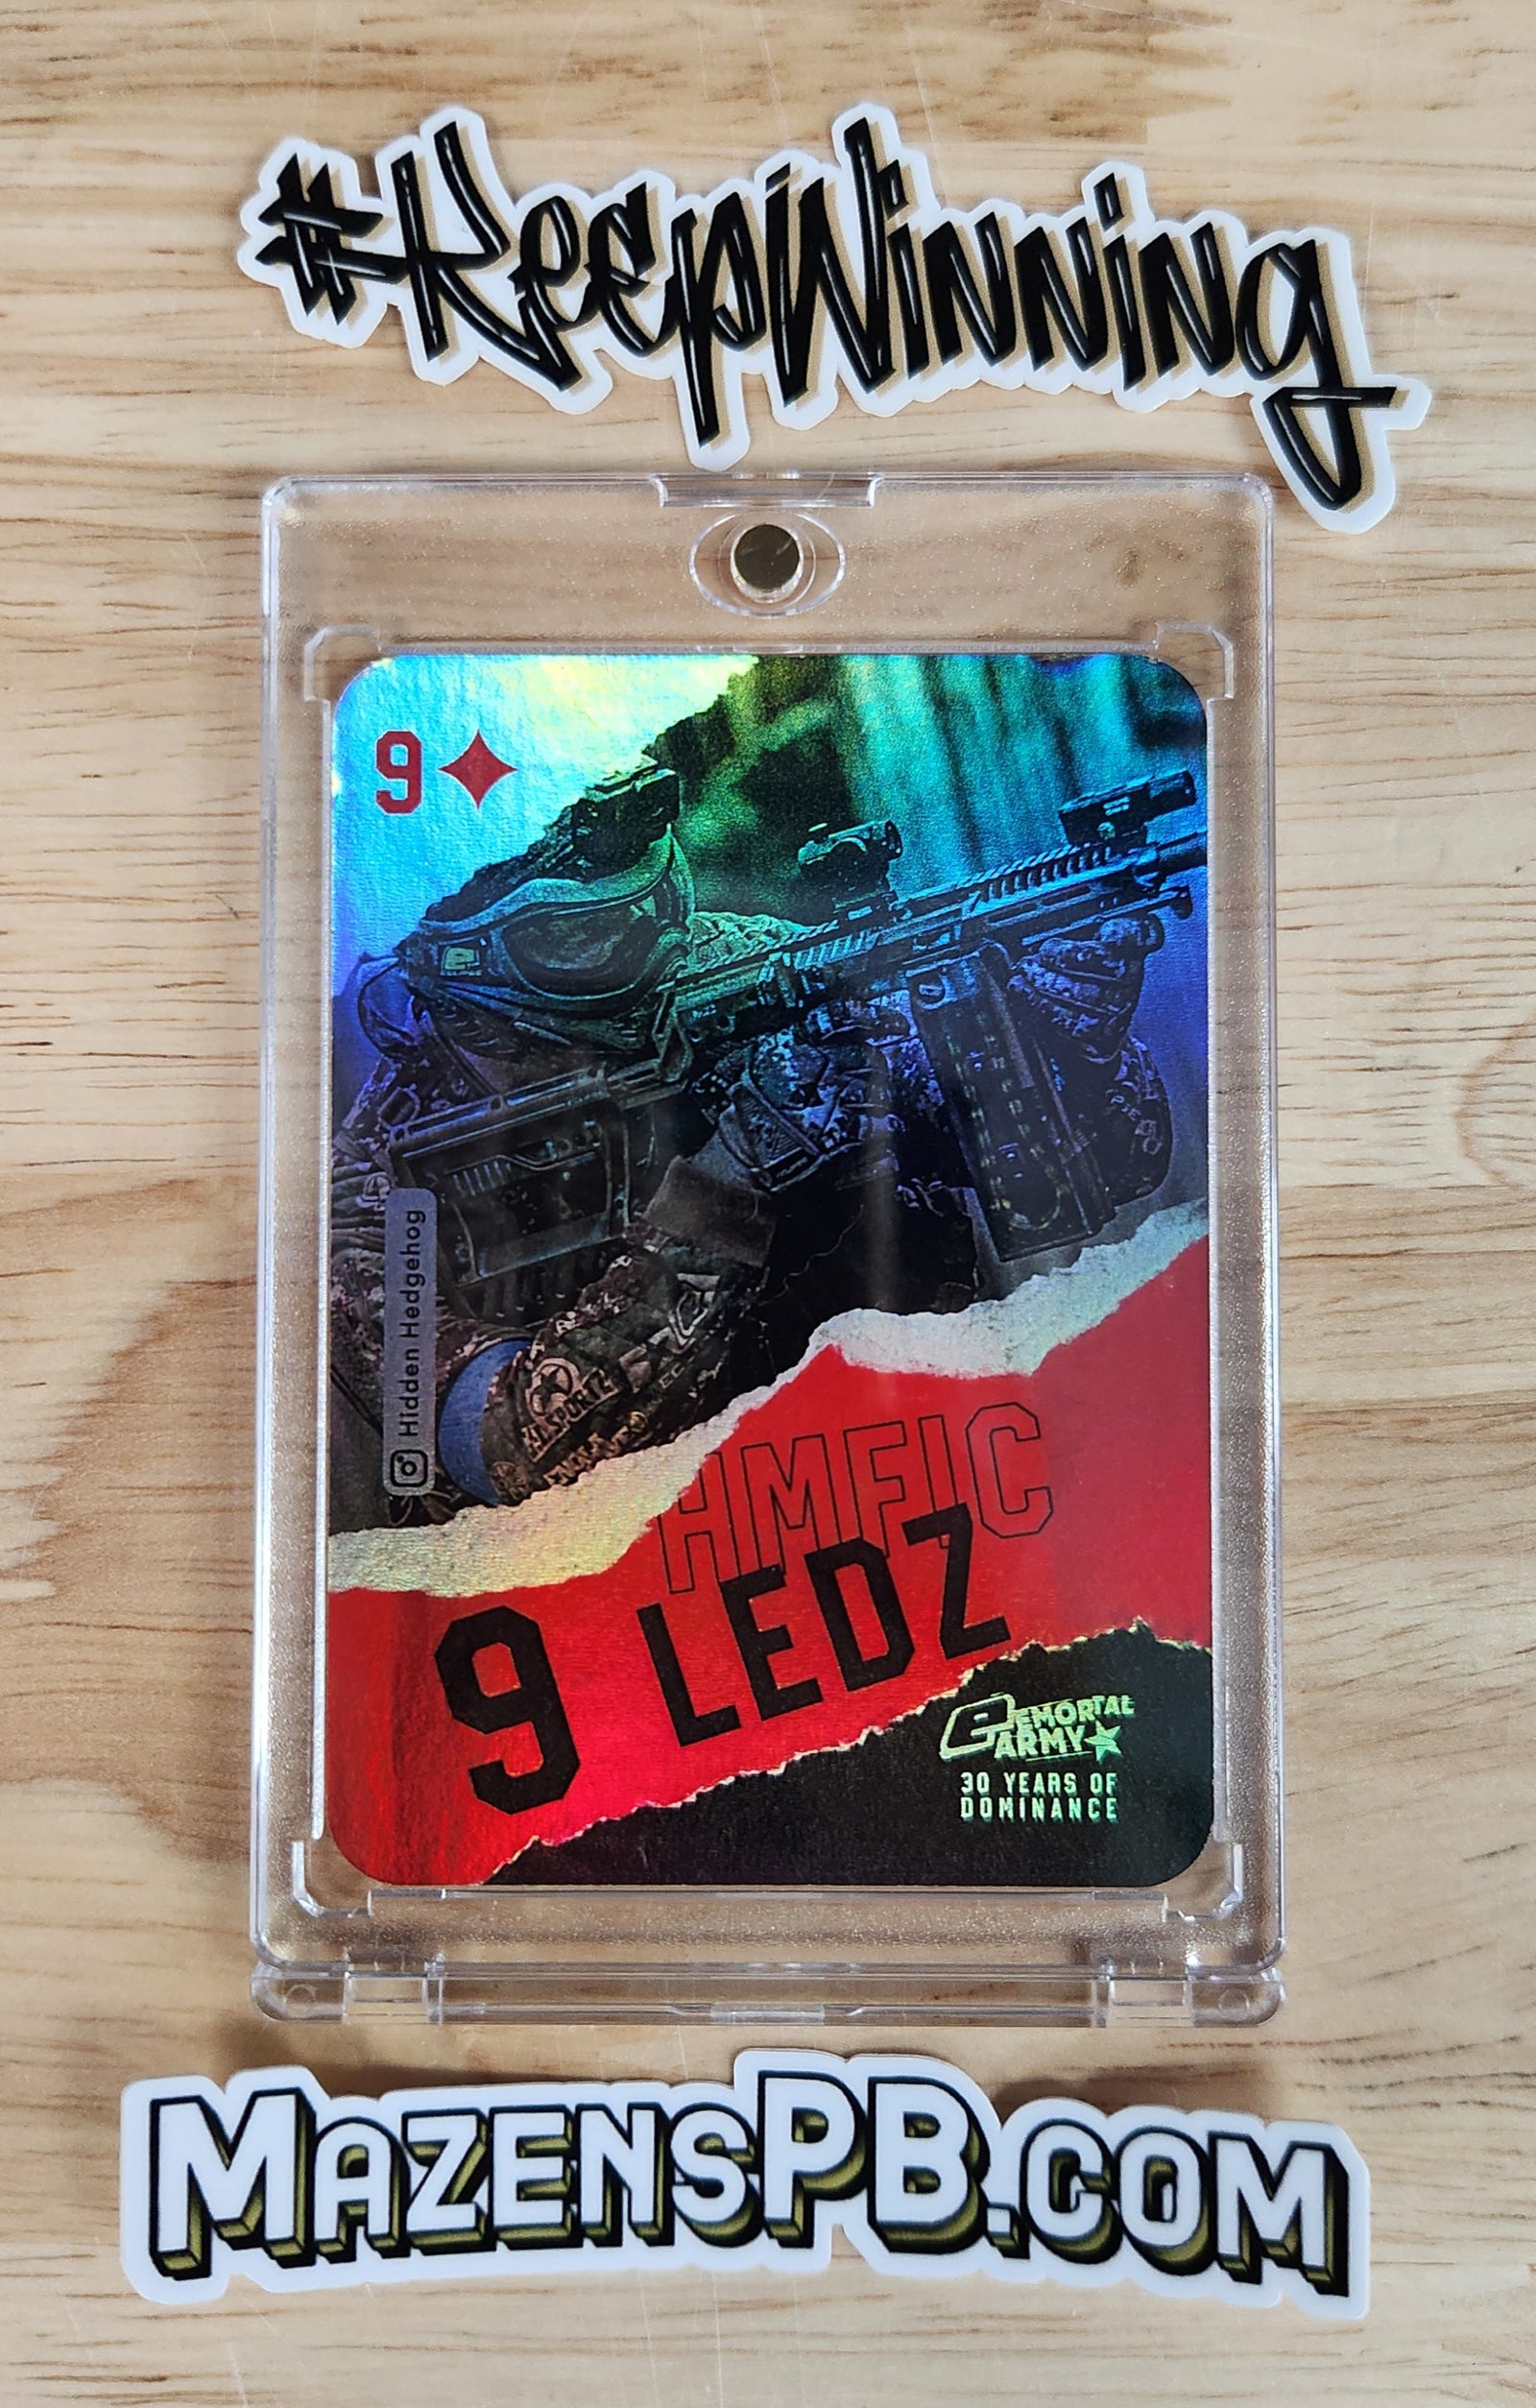 #KeepWinning
9
Hidden Hedgehog
HMFIC
9 LEDZ
EMORTAL
ARMY
30 YEARS OF
DOMINANCE
MAZENSPB.COM